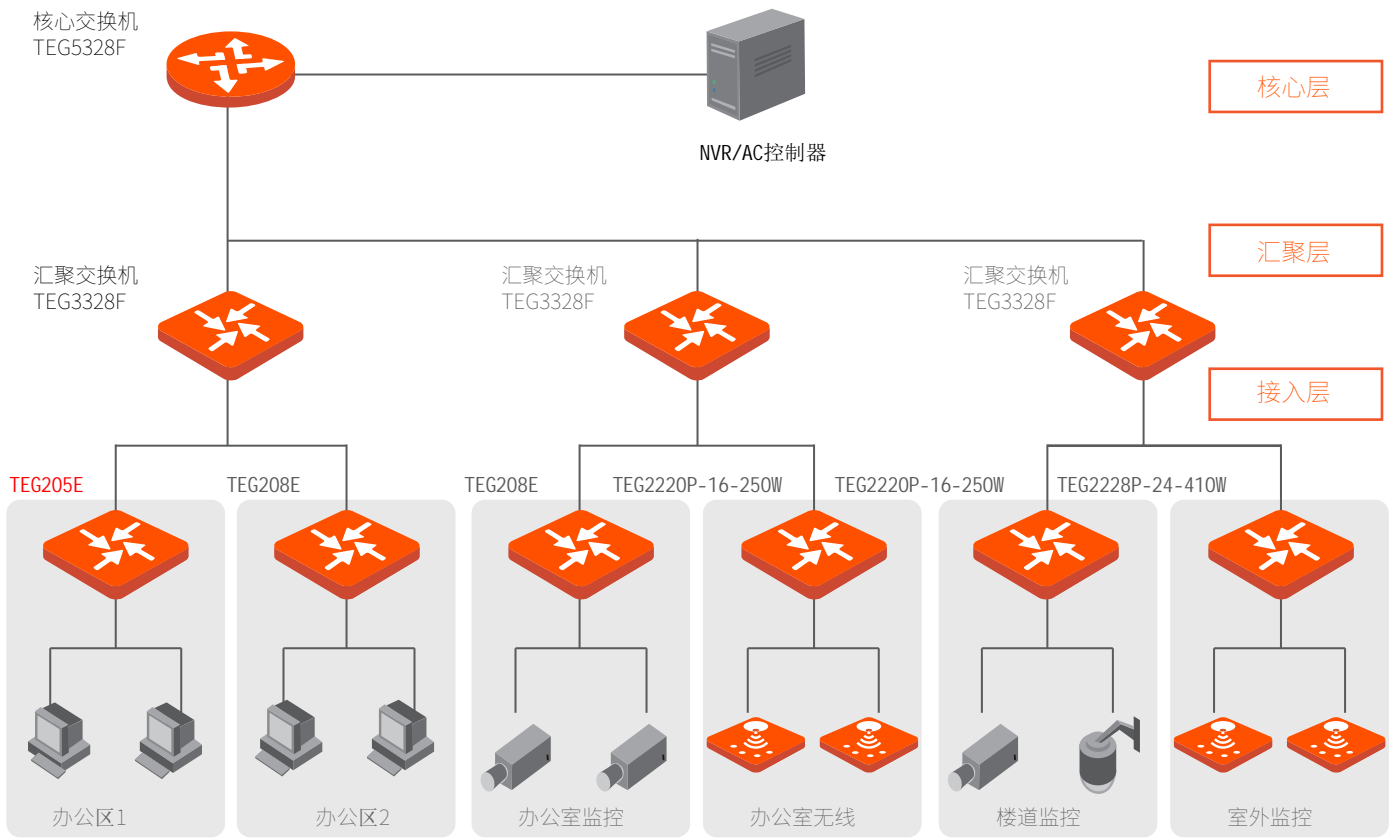 核心交换机
TEG5328F
核心层
NVR/AC控制器
汇聚层
汇聚交换机
TEG3328F
汇聚交换机
TEG3328F
汇聚交换机
TEG3328F
接入层
TEG205E
TEG208E
TEG208E
TEG2220P-16-250W
TEG2220P-16-250W
TEG2228P-24-410W
办公区1
办公区2
办公室监控
办公室无线
楼道监控
室外监控